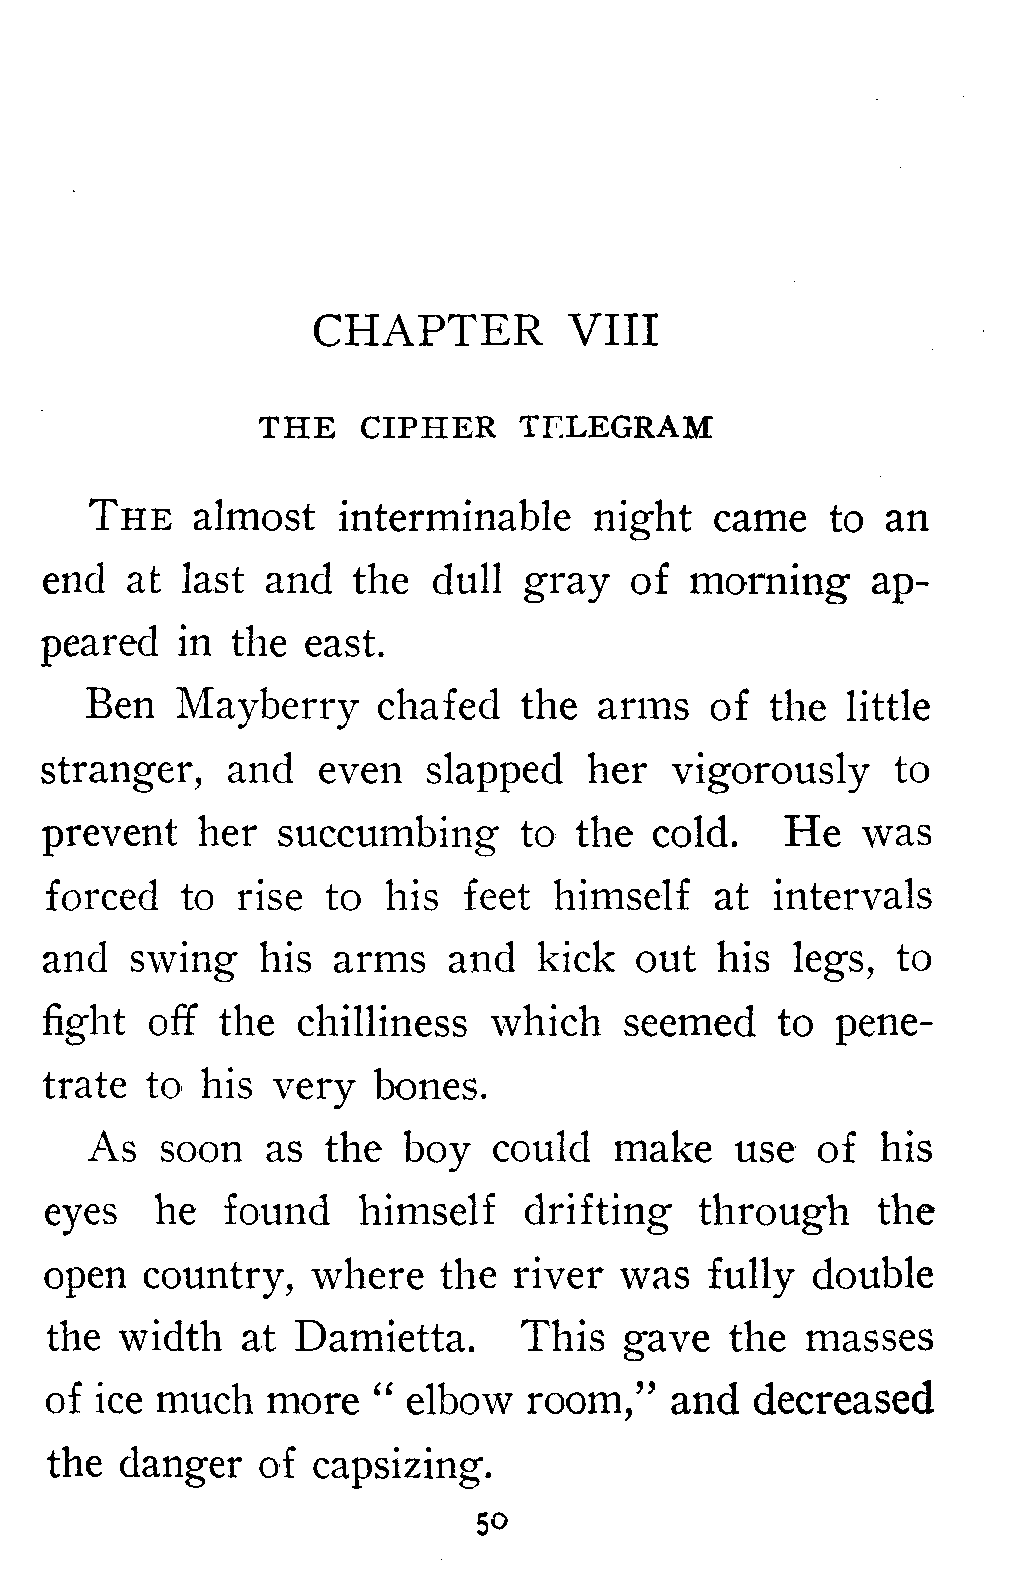 CHAPTER VIII
THE CIPHER TELEGRAM
THE almost interminable night came to an
end at last and the dull gray of morning ap-
peared in the east.
Ben Mayberry chafed the arms of the little
stranger, and even slapped her vigorously to
prevent her succumbing to the cold. He was
forced to rise to his feet himself at intervals
and swing his arms and kick out his legs, to
fight off the chilliness which seemed to pene-
trate to his very bones.
As soon as the boy could make use of his
eyes he found himself drifting through the
open country, where the river was fully double
the width at Damietta. This gave the masses
of ice much more “ elbow room,” and decreased
the danger of capsizing.
50